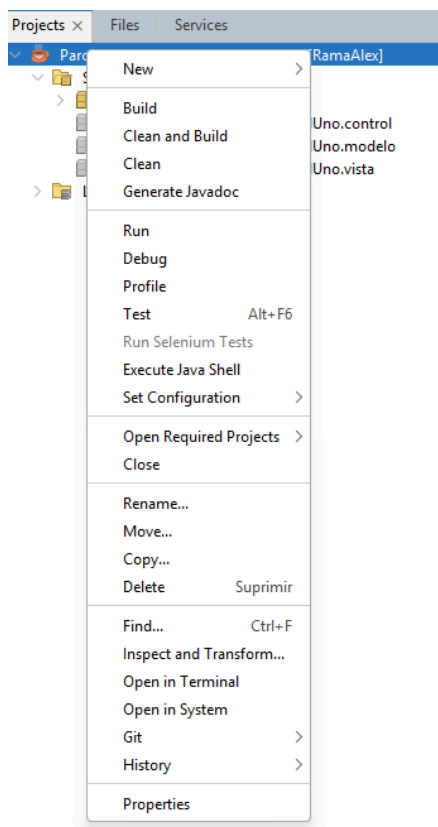 Projects × Files Services
[RamaAlex]
New
Build
Clean and Build
Uno.control
Clean
Uno.modelo
Uno.vista
Generate Javadoc
Run
Debug
Profile
Test Alt+F6
Run Selenium Tests
Execute Java Shell
Set Configuration
Open Required Projects
Close
Rename...
Move...
Copy...
Delete Suprimir
Find... Ctrl+F
Inspect and Transform...
Open in Terminal
Open in System
Git
History
Properties